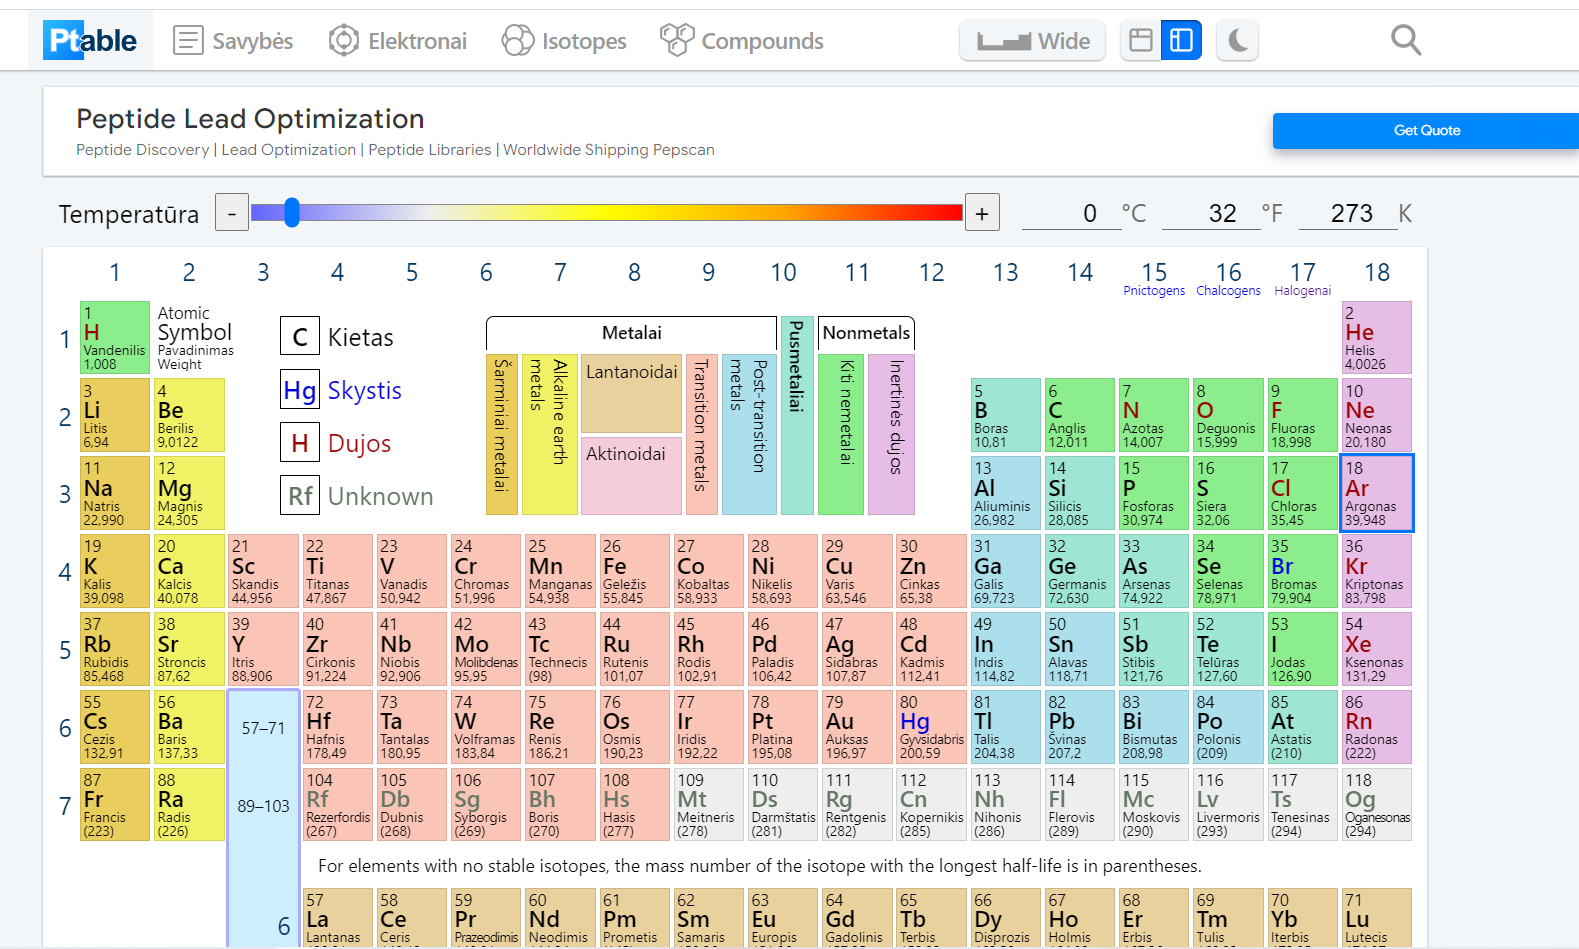 Ptable
Savybės
Elektronai
Isotopes
Compounds
Wide
Peptide Lead Optimization
Peptide Discovery | Lead Optimization | Peptide Libraries | Worldwide Shipping Pepscan
Get Quote
Temperatūra - + 0 °C 32 °F 273 K
1 2 3 4 5 6 7 8 9 10 11 12 13 14 15 16 17 18
Pnictogens Chalcogens Halogenai
1
1 H Vandenilis 1,008
Atomic
Symbol
Pavadinimas
Weight
C Kietas
Hg Skystis
H Dujos
Rf Unknown
Metalai
Pusmetaliai
Nonmetals
Šarminiai metalai
Alkaline earth metals
Lantanoidai
Aktinoidai
Transition metals
Post-transition metals
Kiti nemetalai
Inertinės dujos
2 He Helis 4,0026
2
3 Li Litis 6,94
4 Be Berilis 9,0122
5 B Boras 10,81
6 C Anglis 12,011
7 N Azotas 14,007
8 O Deguonis 15,999
9 F Fluoras 18,998
10 Ne Neonas 20,180
3
11 Na Natris 22,990
12 Mg Magnis 24,305
13 Al Aliuminis 26,982
14 Si Silicis 28,085
15 P Fosforas 30,974
16 S Siera 32,06
17 Cl Chloras 35,45
18 Ar Argonas 39,948
4
19 K Kalis 39,098
20 Ca Kalcis 40,078
21 Sc Skandis 44,956
22 Ti Titanas 47,867
23 V Vanadis 50,942
24 Cr Chromas 51,996
25 Mn Manganas 54,938
26 Fe Geležis 55,845
27 Co Kobaltas 58,933
28 Ni Nikelis 58,693
29 Cu Varis 63,546
30 Zn Cinkas 65,38
31 Ga Galis 69,723
32 Ge Germanis 72,630
33 As Arsenas 74,922
34 Se Selenas 78,971
35 Br Bromas 79,904
36 Kr Kriptonas 83,798
5
37 Rb Rubidis 85,468
38 Sr Stroncis 87,62
39 Y Itris 88,906
40 Zr Cirkonis 91,224
41 Nb Niobis 92,906
42 Mo Molibdenas 95,95
43 Tc Technecis (98)
44 Ru Rutenis 101,07
45 Rh Rodis 102,91
46 Pd Paladis 106,42
47 Ag Sidabras 107,87
48 Cd Kadmis 112,41
49 In Indis 114,82
50 Sn Alavas 118,71
51 Sb Stibis 121,76
52 Te Telūras 127,60
53 I Jodas 126,90
54 Xe Ksenonas 131,29
6
55 Cs Cezis 132,91
56 Ba Baris 137,33
57–71
72 Hf Hafnis 178,49
73 Ta Tantalas 180,95
74 W Volframas 183,84
75 Re Renis 186,21
76 Os Osmis 190,23
77 Ir Iridis 192,22
78 Pt Platina 195,08
79 Au Auksas 196,97
80 Hg Gyvsidabris 200,59
81 Tl Talis 204,38
82 Pb Švinas 207,2
83 Bi Bismutas 208,98
84 Po Polonis (209)
85 At Astatis (210)
86 Rn Radonas (222)
7
87 Fr Francis (223)
88 Ra Radis (226)
89–103
104 Rf Rezerfordis (267)
105 Db Dubnis (268)
106 Sg Syborgis (269)
107 Bh Boris (270)
108 Hs Hasis (277)
109 Mt Meitneris (278)
110 Ds Darmštatis (281)
111 Rg Rentgenis (282)
112 Cn Kopernikis (285)
113 Nh Nihonis (286)
114 Fl Flerovis (289)
115 Mc Moskovis (290)
116 Lv Livermoris (293)
117 Ts Tenesinas (294)
118 Og Oganesonas (294)
For elements with no stable isotopes, the mass number of the isotope with the longest half-life is in parentheses.
6
57 La Lantanas
58 Ce Ceris
59 Pr Prazeodimis
60 Nd Neodimis
61 Pm Prometis
62 Sm Samaris
63 Eu Europis
64 Gd Gadolinis
65 Tb Terbis
66 Dy Disprozis
67 Ho Holmis
68 Er Erbis
69 Tm Tulis
70 Yb Iterbis
71 Lu Lutecis